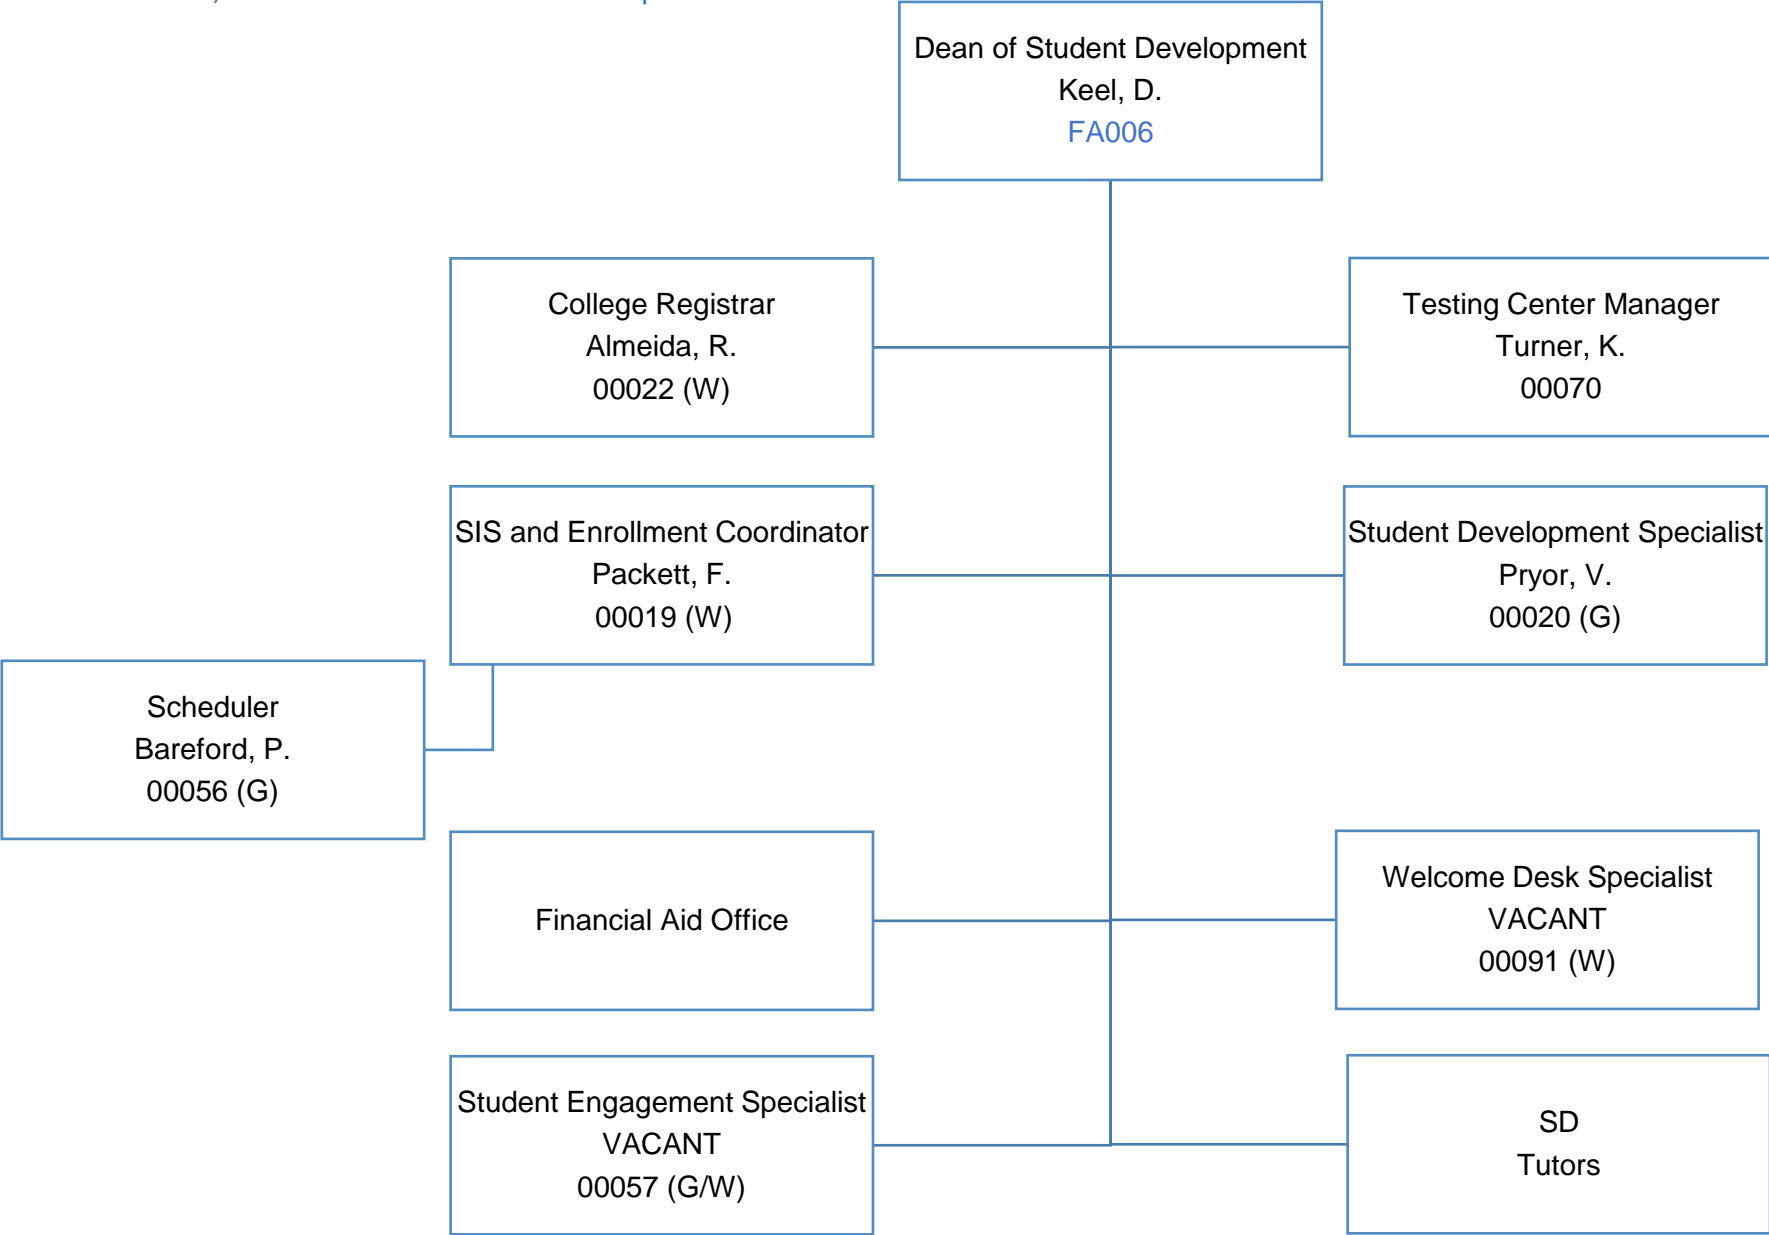 Dean of Student Development
Keel, D.
FA006
College Registrar
Almeida, R.
00022 (W)
Testing Center Manager
Turner, K.
00070
SIS and Enrollment Coordinator
Packett, F.
00019 (W)
Student Development Specialist
Pryor, V.
00020 (G)
Scheduler
Bareford, P.
00056 (G)
Financial Aid Office
Welcome Desk Specialist
VACANT
00091 (W)
Student Engagement Specialist
VACANT
00057 (G/W)
SD
Tutors